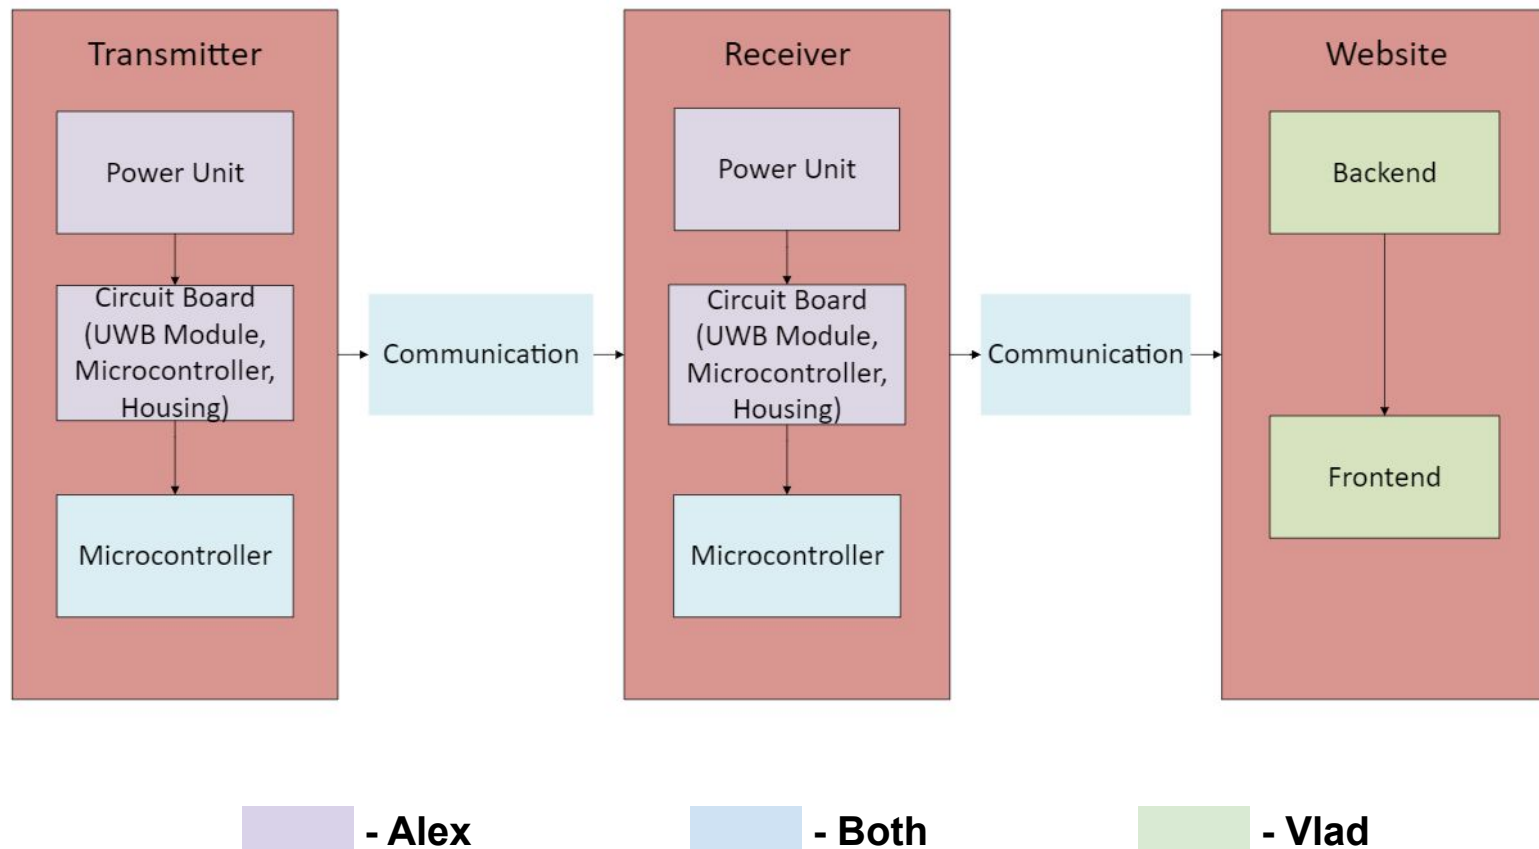 Transmitter
Power Unit
Circuit Board
(UWB Module,
Microcontroller,
Housing)
Microcontroller
Communication
Receiver
Power Unit
Circuit Board
(UWB Module,
Microcontroller,
Housing)
Microcontroller
Communication
Website
Backend
Frontend
- Alex
- Both
- Vlad